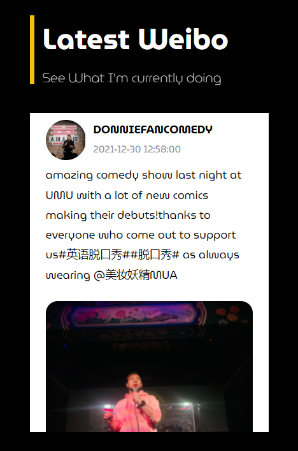 Latest Weibo
See What I'm currently doing
DONNIEFANCOMEDY
2021-12-30 12:58:00
amazing comedy show last night at
UMU with a lot of new comics
making their debuts!thanks to
everyone who come out to support
us#英语脱口秀##脱口秀# as always
wearing @美妆妖精MUA